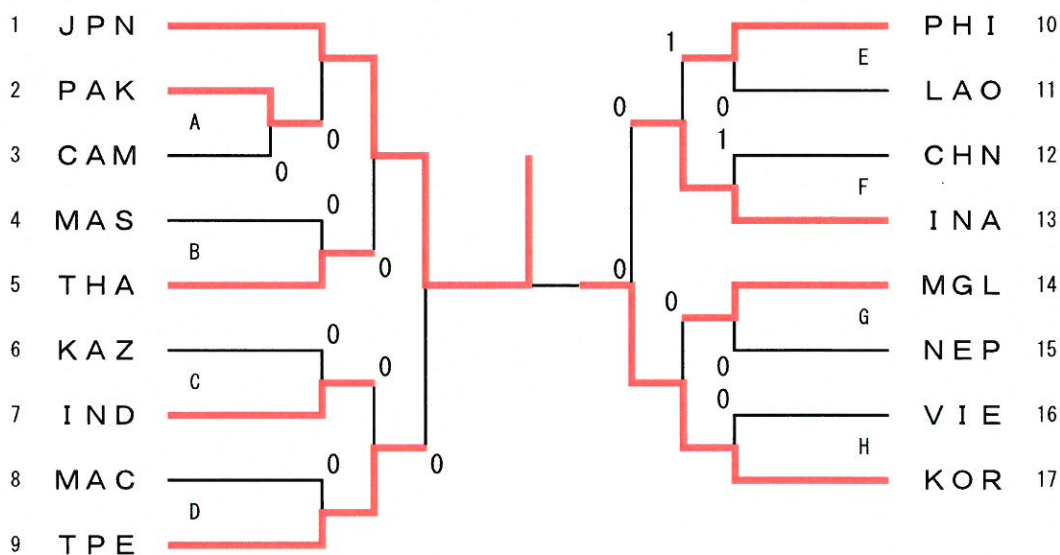 1 JPN
2 PAK
A
0
3 CAM
0
4 MAS
0
B
0
5 THA
6 KAZ
0
C
0
7 IND
8 MAC
0
0
D
9 TPE
PHI 10
1
E
LAO 11
0
0
CHN 12
1
F
INA 13
0
MGL 14
0
G
NEP 15
0
VIE 16
0
H
KOR 17